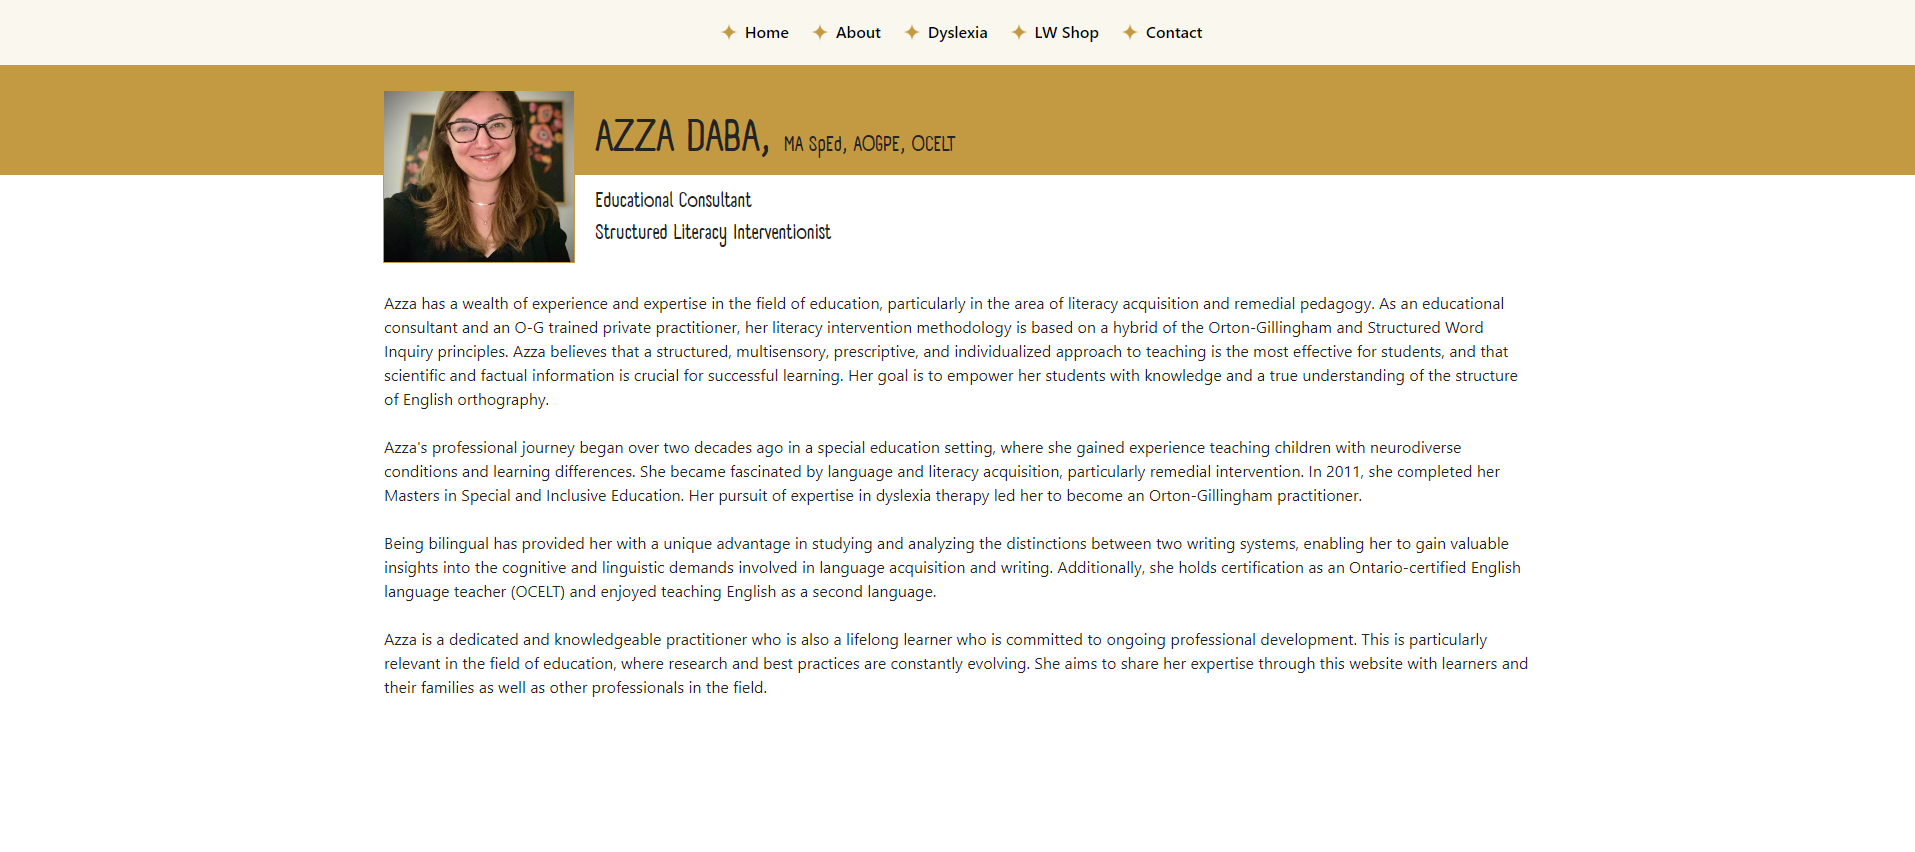 Home About Dyslexia LW Shop Contact
AZZA DABA, MA SpEd, AOGPE, OCELT
Educational Consultant
Structured Literacy Interventionist
Azza has a wealth of experience and expertise in the field of education, particularly in the area of literacy acquisition and remedial pedagogy. As an educational
consultant and an O-G trained private practitioner, her literacy intervention methodology is based on a hybrid of the Orton-Gillingham and Structured Word
Inquiry principles. Azza believes that a structured, multisensory, prescriptive, and individualized approach to teaching is the most effective for students, and that
scientific and factual information is crucial for successful learning. Her goal is to empower her students with knowledge and a true understanding of the structure
of English orthography.
Azza's professional journey began over two decades ago in a special education setting, where she gained experience teaching children with neurodiverse
conditions and learning differences. She became fascinated by language and literacy acquisition, particularly remedial intervention. In 2011, she completed her
Masters in Special and Inclusive Education. Her pursuit of expertise in dyslexia therapy led her to become an Orton-Gillingham practitioner.
Being bilingual has provided her with a unique advantage in studying and analyzing the distinctions between two writing systems, enabling her to gain valuable
insights into the cognitive and linguistic demands involved in language acquisition and writing. Additionally, she holds certification as an Ontario-certified English
language teacher (OCELT) and enjoyed teaching English as a second language.
Azza is a dedicated and knowledgeable practitioner who is also a lifelong learner who is committed to ongoing professional development. This is particularly
relevant in the field of education, where research and best practices are constantly evolving. She aims to share her expertise through this website with learners and
their families as well as other professionals in the field.